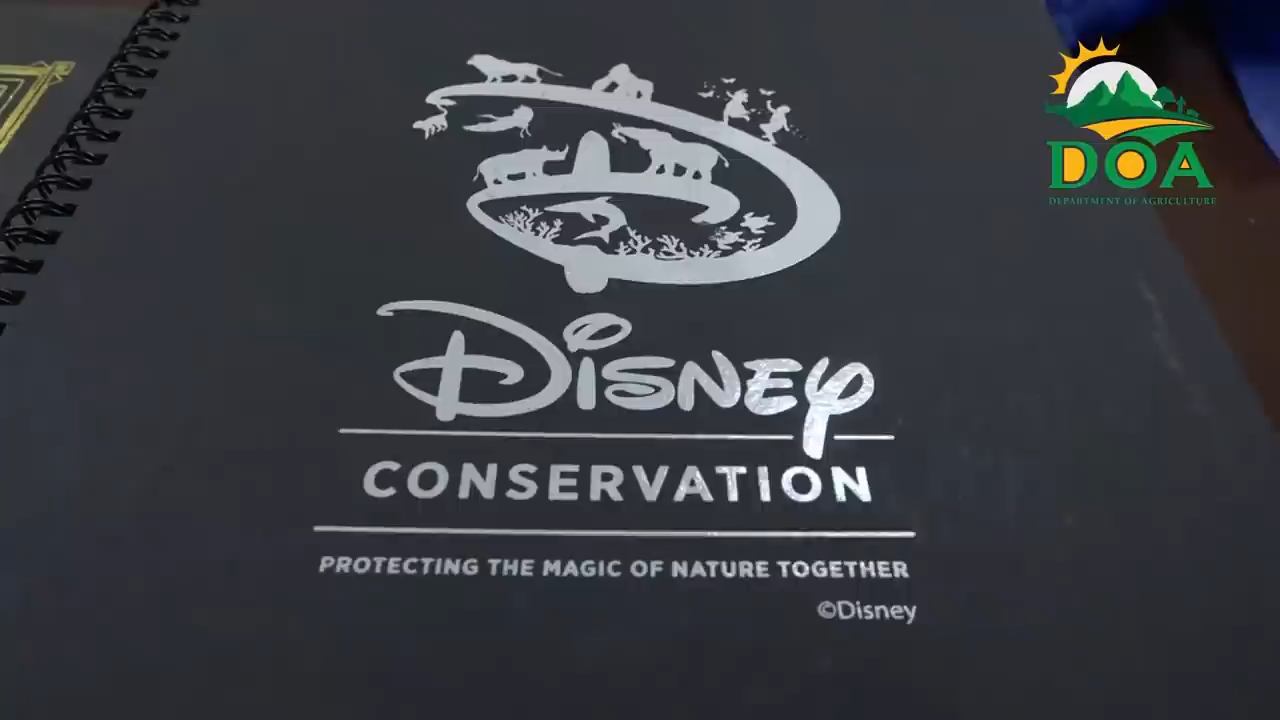 DISNEY
CONSERVATION
PROTECTING THE MAGIC OF NATURE TOGETHER
©Disney
DOA
DEPARTMENT OF AGRICULTURE